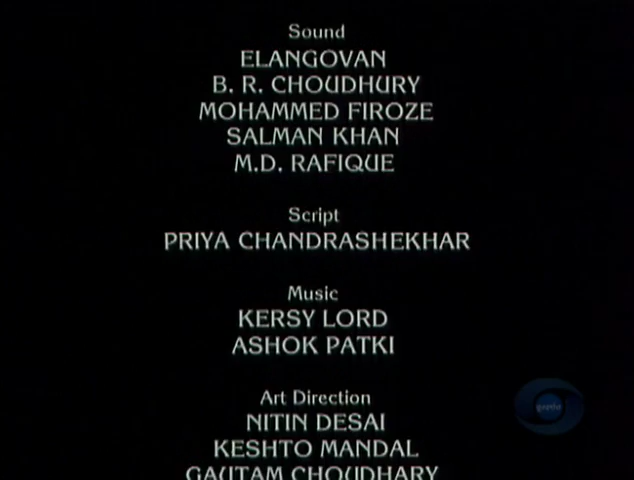 Sound
ELANGOVAN
B. R. CHOUDHURY
MOHAMMED FIROZE
SALMAN KHAN
M.D. RAFIQUE
Script
PRIYA CHANDRASHEKHAR
Music
KERSY LORD
ASHOK PATKI
Art Direction
NITIN DESAI
KESHTO MANDAL
GAUTAM CHOUDHARY